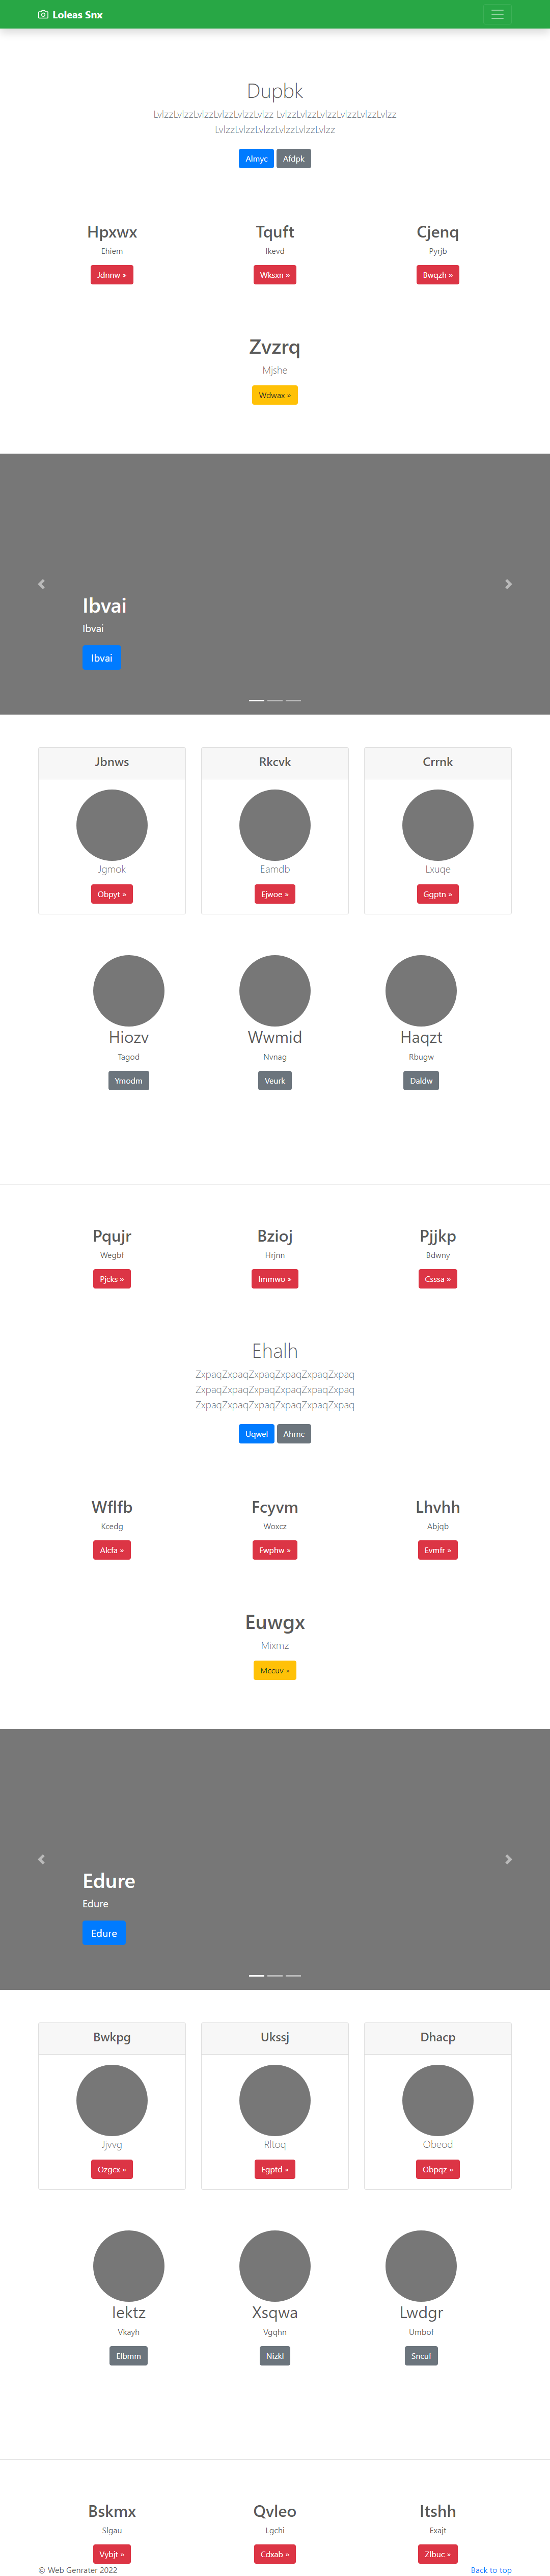 Loleas Snx
Dupbk
LvlzzLvlzzLvlzzLvlzzLvlzzLvlzz LvlzzLvlzzLvlzzLvlzzLvlzzLvlzz
LvlzzLvlzzLvlzzLvlzzLvlzzLvlzz
Almyc Afdpk
Hpxwx Tquft Cjenq
Ehiem Ikevd Pyrjb
Jdnnw » Wksxn » Bwqzh »
Zvzrq
Mjshe
Wdwax »
Ibvai
Ibvai
Ibvai
Jbnws Rkcvk Crrnk
Jgmok Eamdb Lxuqe
Obpyt » Ejwoe » Ggptn »
Hiozv Wwmid Haqzt
Tagod Nvnag Rbugw
Ymodm Veurk Daldw
Pqujr Bzioj Pjjkp
Wegbf Hrjnn Bdwny
Pjcks » Immwo » Csssa »
Ehalh
ZxpaqZxpaqZxpaqZxpaqZxpaqZxpaq
ZxpaqZxpaqZxpaqZxpaqZxpaqZxpaq
ZxpaqZxpaqZxpaqZxpaqZxpaqZxpaq
Uqwel Ahrnc
Wflfb Fcyvm Lhvhh
Kcedg Woxcz Abjqb
Alcfa » Fwphw » Evmfr »
Euwgx
Mixmz
Mccuv »
Edure
Edure
Edure
Bwkpg Ukssj Dhacp
Jjvvg Rltoq Obeod
Ozgcx » Egptd » Obpqz »
Iektz Xsqwa Lwdgr
Vkayh Vgqhn Umbof
Elbmm Nizkl Sncuf
Bskmx Qvleo Itshh
Slgau Lgchi Exajt
Vybjt » Cdxab » Zlbuc »
© Web Genrater 2022 Back to top